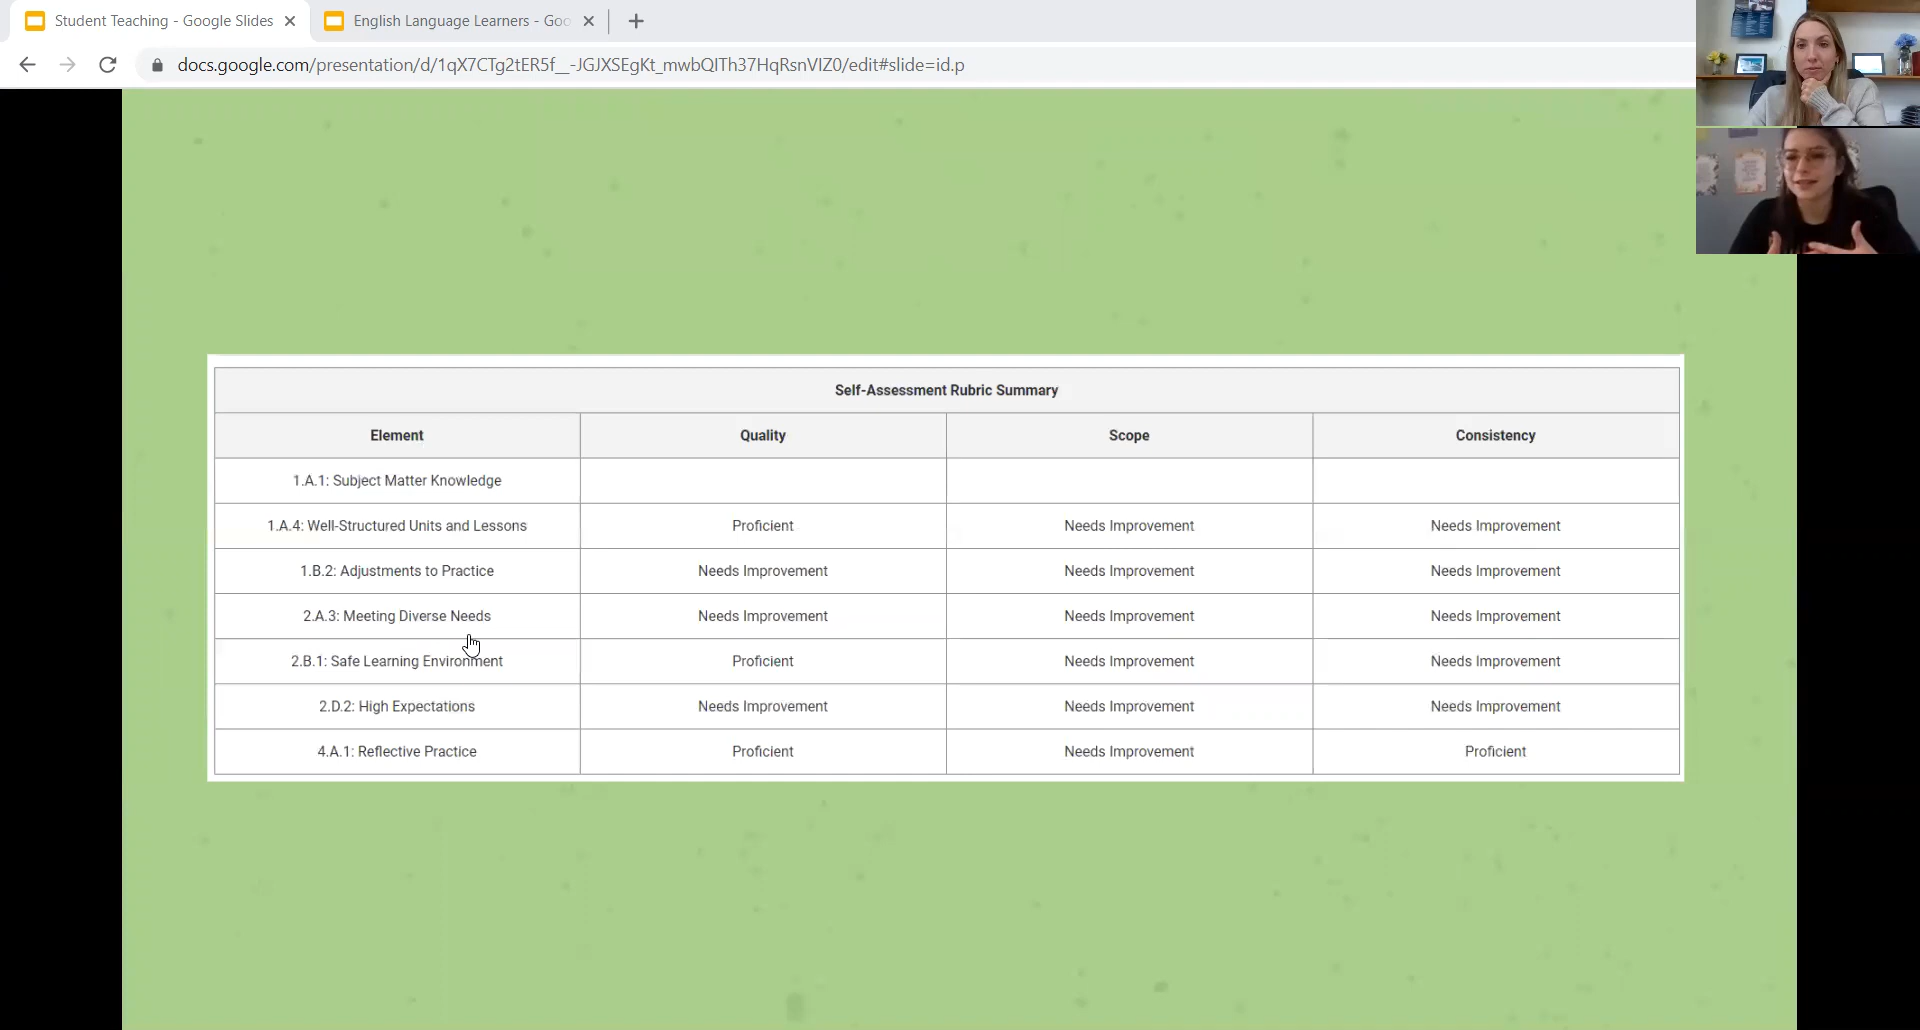 Student Teaching - Google Slides
English Language Learners - Goo
docs.google.com/presentation/d/1qX7CTg2tER5f__-JGJXSEgKt_mwbQITh37HqRsnVIZ0/edit#slide=id.p
Self-Assessment Rubric Summary
Element Quality Scope Consistency
1.A.1: Subject Matter Knowledge
1.A.4: Well-Structured Units and Lessons Proficient Needs Improvement Needs Improvement
1.B.2: Adjustments to Practice Needs Improvement Needs Improvement Needs Improvement
2.A.3: Meeting Diverse Needs Needs Improvement Needs Improvement Needs Improvement
2.B.1: Safe Learning Environment Proficient Needs Improvement Needs Improvement
2.D.2: High Expectations Needs Improvement Needs Improvement Needs Improvement
4.A.1: Reflective Practice Proficient Needs Improvement Proficient